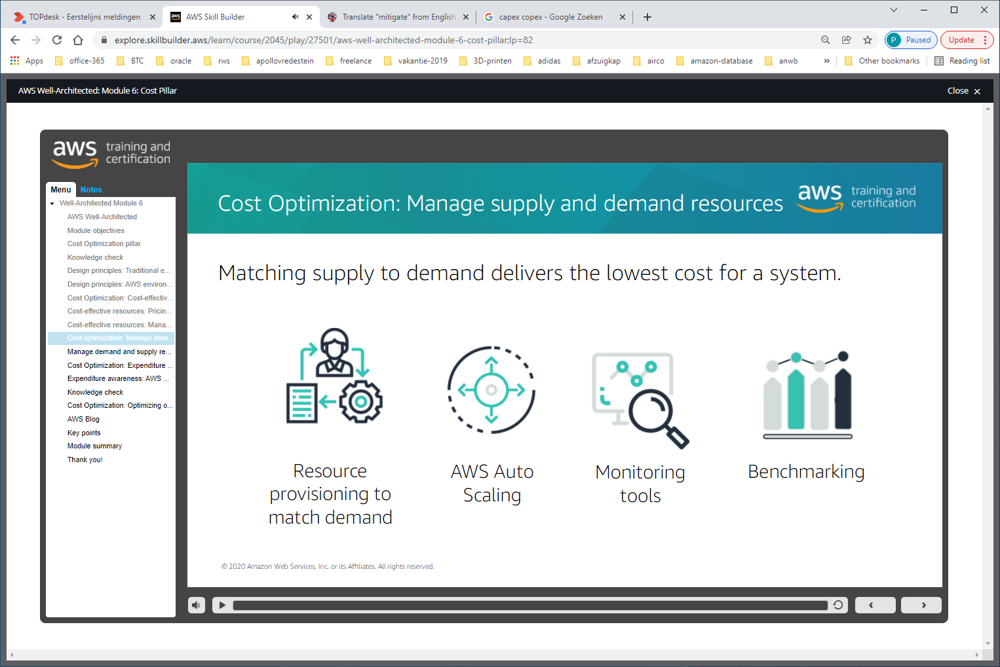 TOPdesk - Eerstelijns meldingen
AWS Skill Builder
Translate "mitigate" from English
capex copex - Google Zoeken
explore.skillbuilder.aws/learn/course/2045/play/27501/aws-well-architected-module-6-cost-pillar;lp=82
P Paused
Update
Apps
office-365
BTC
oracle
rws
apollovredestein
freelance
vakantie-2019
3D-printen
adidas
afzuigkap
airco
amazon-database
anwb
»
Other bookmarks
Reading list
AWS Well-Architected: Module 6: Cost Pillar
Close
aws training and
certification
Menu
Notes
Well-Architected Module 6
AWS Well-Architected
Module objectives
Cost Optimization pillar
Knowledge check
Design principles: Traditional e...
Design principles: AWS environ...
Cost Optimization: Cost-effectiv...
Cost-effective resources: Pricin...
Cost-effective resources: Mana...
Cost optimization: Manage dem...
Manage demand and supply re...
Cost Optimization: Expenditure ...
Expenditure awareness: AWS ...
Knowledge check
Cost Optimization: Optimizing o...
AWS Blog
Key points
Module summary
Thank you!
Cost Optimization: Manage supply and demand resources
aws training and
certification
Matching supply to demand delivers the lowest cost for a system.
Resource
provisioning to
match demand
AWS Auto
Scaling
Monitoring
tools
Benchmarking
© 2020 Amazon Web Services, Inc. or its Affiliates. All rights reserved.